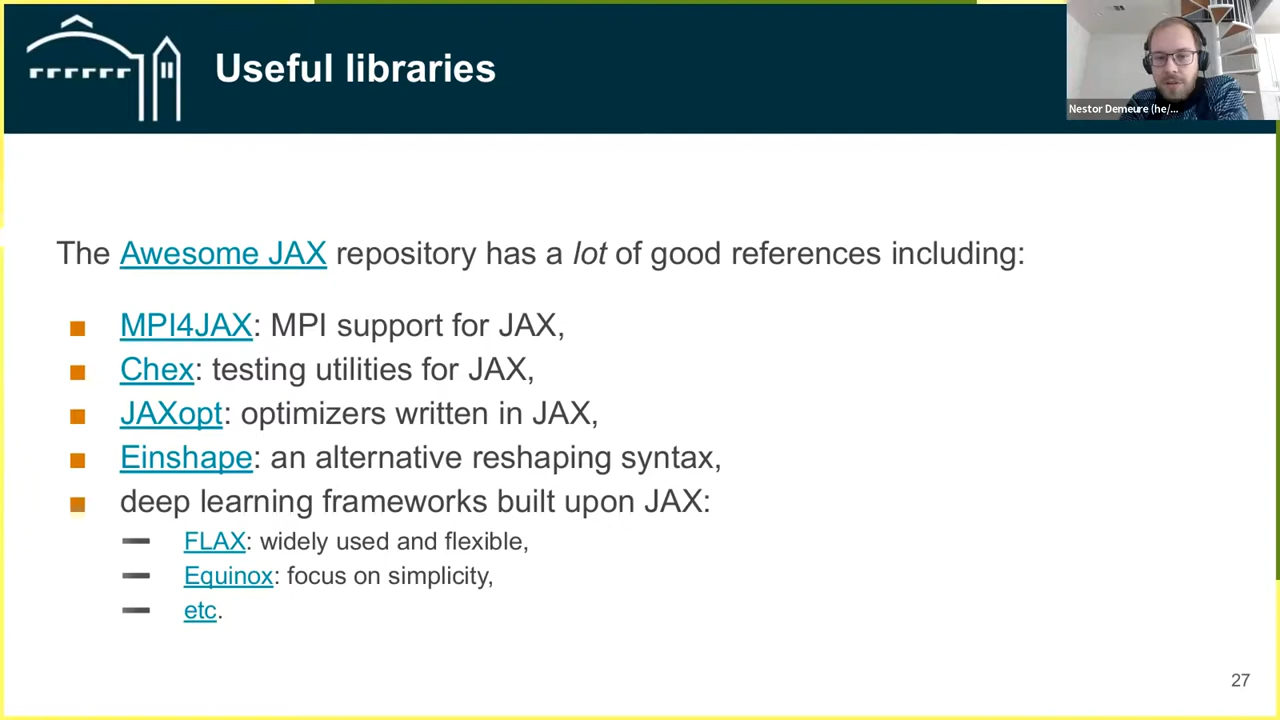 Useful libraries
Nestor Demeure (he/...
The Awesome JAX repository has a lot of good references including:
MPI4JAX: MPI support for JAX,
Chex: testing utilities for JAX,
JAXopt: optimizers written in JAX,
Einshape: an alternative reshaping syntax,
deep learning frameworks built upon JAX:
FLAX: widely used and flexible,
Equinox: focus on simplicity,
etc.
27